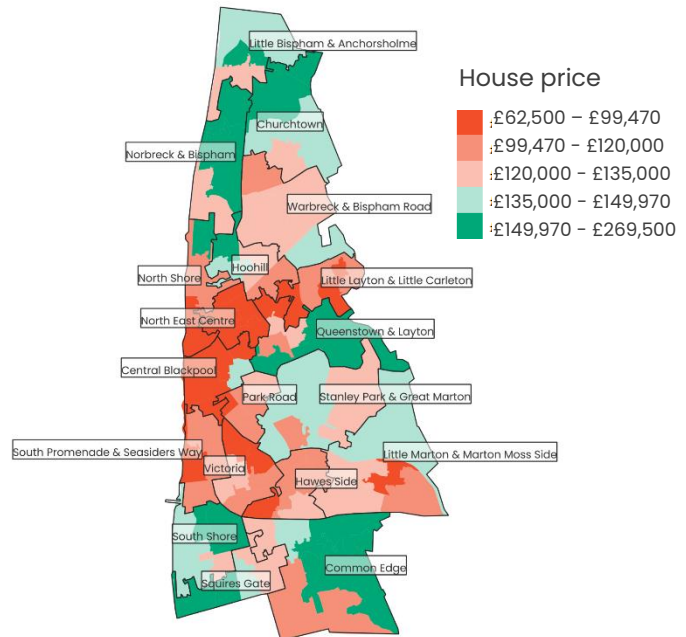 Little Bispham & Anchorsholme
House price
£62,500 – £99,470
£99,470 - £120,000
£120,000 - £135,000
£135,000 – £149,970
£149,970 - £269,500
Churchtown
Norbreck & Bispham
Warbreck & Bispham Road
Hoohill
North Shore
Little Layton & Little Carleton
North East Centre
Queenstown & Layton
Central Blackpool
Park Road
Stanley Park & Great Marton
South Promenade & Seasiders Way
Little Marton & Marton Moss Side
Victoria
Hawes Side
South Shore
Common Edge
Squires Gate